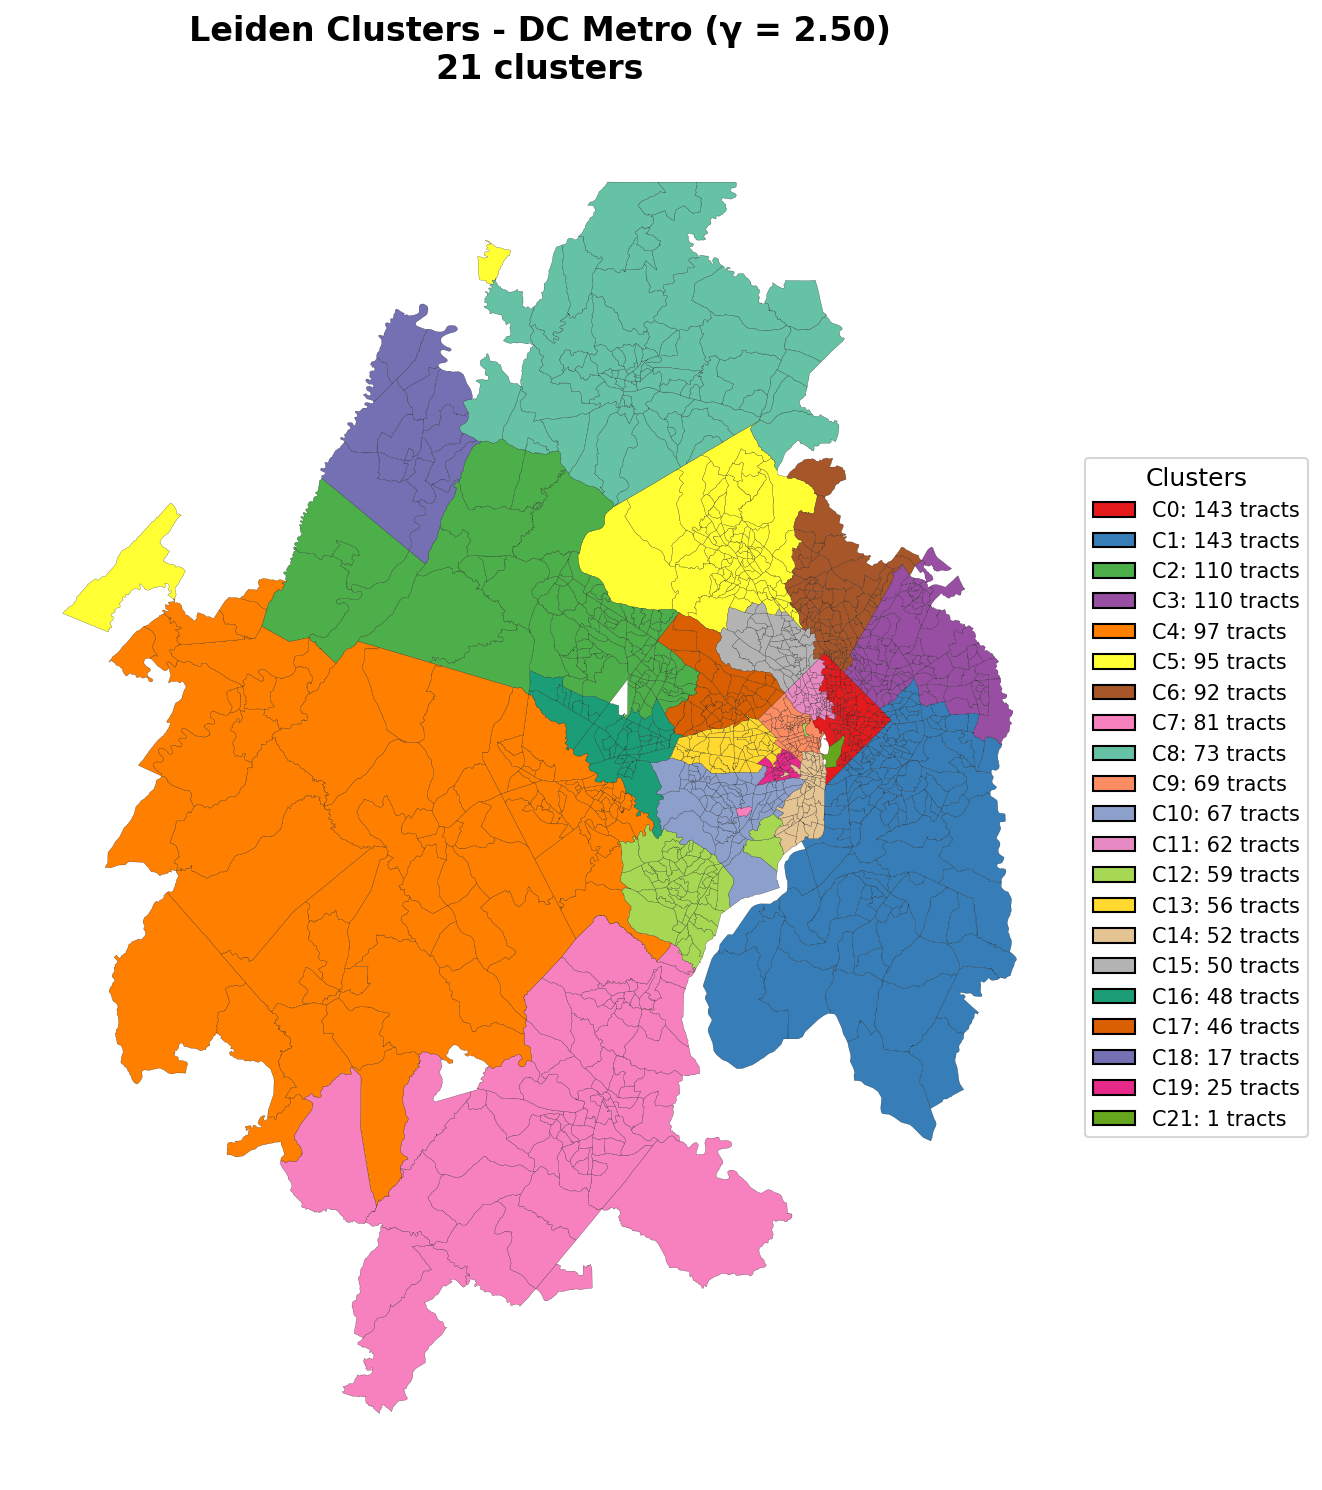 Leiden Clusters - DC Metro (γ = 2.50)
21 clusters
Clusters
C0: 143 tracts
C1: 143 tracts
C2: 110 tracts
C3: 110 tracts
C4: 97 tracts
C5: 95 tracts
C6: 92 tracts
C7: 81 tracts
C8: 73 tracts
C9: 69 tracts
C10: 67 tracts
C11: 62 tracts
C12: 59 tracts
C13: 56 tracts
C14: 52 tracts
C15: 50 tracts
C16: 48 tracts
C17: 46 tracts
C18: 17 tracts
C19: 25 tracts
C21: 1 tracts